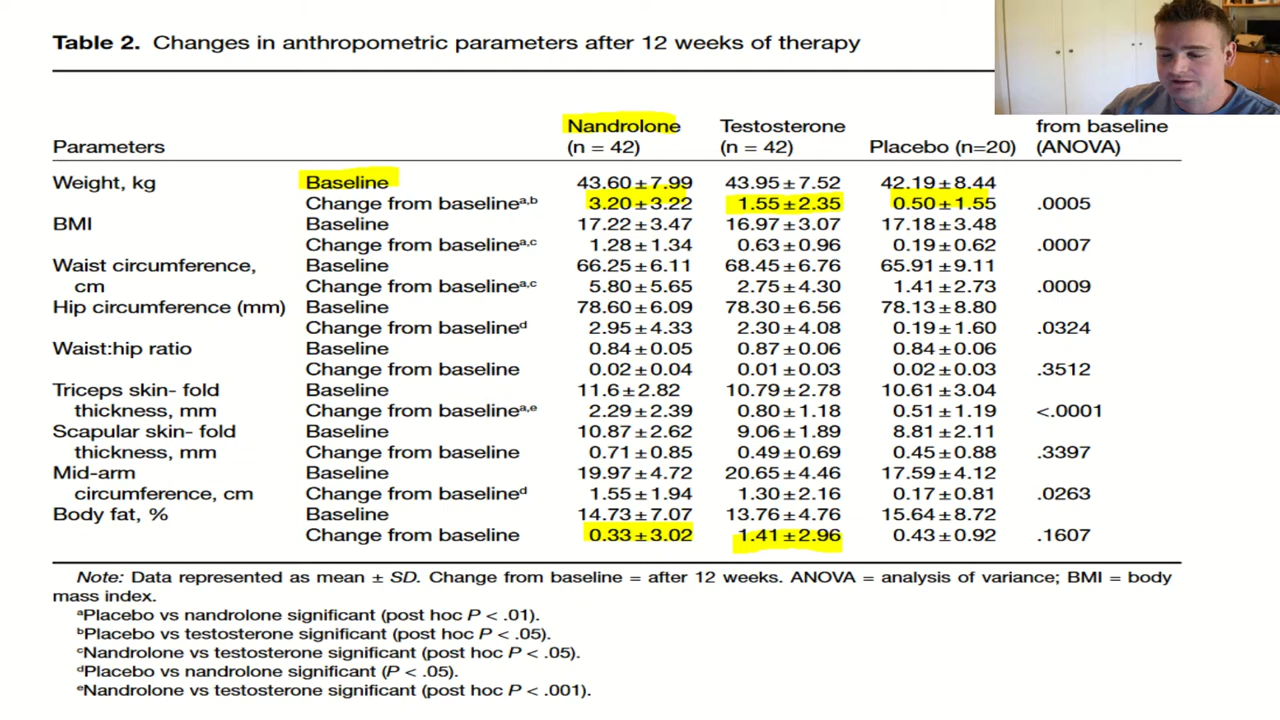 Table 2. Changes in anthropometric parameters after 12 weeks of therapy
Nandrolone Testosterone from baseline
Parameters (n = 42) (n = 42) Placebo (n=20) (ANOVA)
Weight, kg Baseline 43.60±7.99 43.95±7.52 42.19±8.44
Change from baselineᵃ,ᵇ 3.20±3.22 1.55±2.35 0.50±1.55 .0005
BMI Baseline 17.22±3.47 16.97±3.07 17.18±3.48
Change from baselineᵃ,ᶜ 1.28±1.34 0.63±0.96 0.19±0.62 .0007
Waist circumference, Baseline 66.25±6.11 68.45±6.76 65.91±9.11
cm Change from baselineᵃ,ᶜ 5.80±5.65 2.75±4.30 1.41±2.73 .0009
Hip circumference (mm) Baseline 78.60±6.09 78.30±6.56 78.13±8.80
Change from baselineᵈ 2.95±4.33 2.30±4.08 0.19±1.60 .0324
Waist:hip ratio Baseline 0.84±0.05 0.87±0.06 0.84±0.06
Change from baseline 0.02±0.04 0.01±0.03 0.02±0.03 .3512
Triceps skin- fold Baseline 11.6±2.82 10.79±2.78 10.61±3.04
thickness, mm Change from baselineᵃ,ᵉ 2.29±2.39 0.80±1.18 0.51±1.19 <.0001
Scapular skin- fold Baseline 10.87±2.62 9.06±1.89 8.81±2.11
thickness, mm Change from baseline 0.71±0.85 0.49±0.69 0.45±0.88 .3397
Mid-arm Baseline 19.97±4.72 20.65±4.46 17.59±4.12
circumference, cm Change from baselineᵈ 1.55±1.94 1.30±2.16 0.17±0.81 .0263
Body fat, % Baseline 14.73±7.07 13.76±4.76 15.64±8.72
Change from baseline 0.33±3.02 1.41±2.96 0.43±0.92 .1607
Note: Data represented as mean ± SD. Change from baseline = after 12 weeks. ANOVA = analysis of variance; BMI = body
mass index.
ᵃPlacebo vs nandrolone significant (post hoc P < .01).
ᵇPlacebo vs testosterone significant (post hoc P < .05).
ᶜNandrolone vs testosterone significant (post hoc P < .05).
ᵈPlacebo vs nandrolone significant (P < .05).
ᵉNandrolone vs testosterone significant (post hoc P < .001).